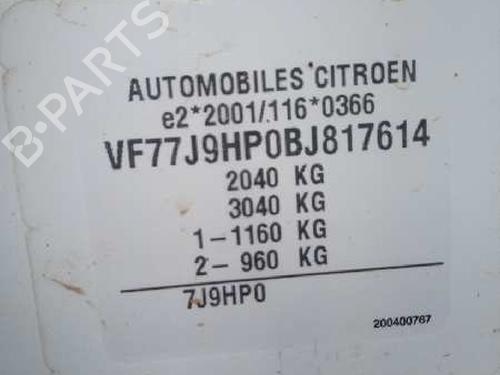 B-PARTS
AUTOMOBILES CITROEN
e2*2001/116*0366
VF77J9HP0BJ817614
2040 KG
3040 KG
1-1160 KG
2-960 KG
7J9HP0
200400767